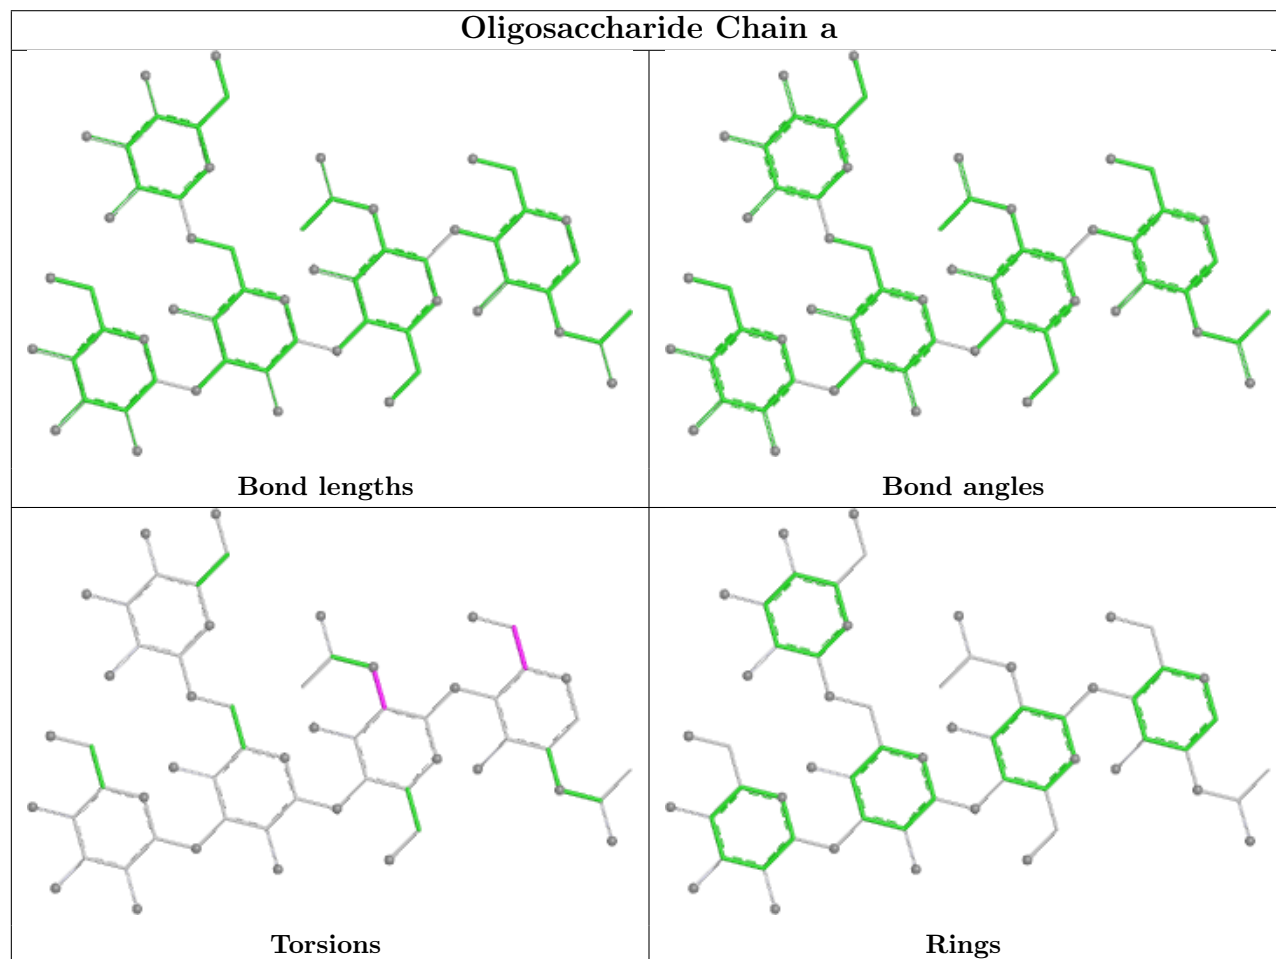 Oligosaccharide Chain a
Bond lengths
Bond angles
Torsions
Rings